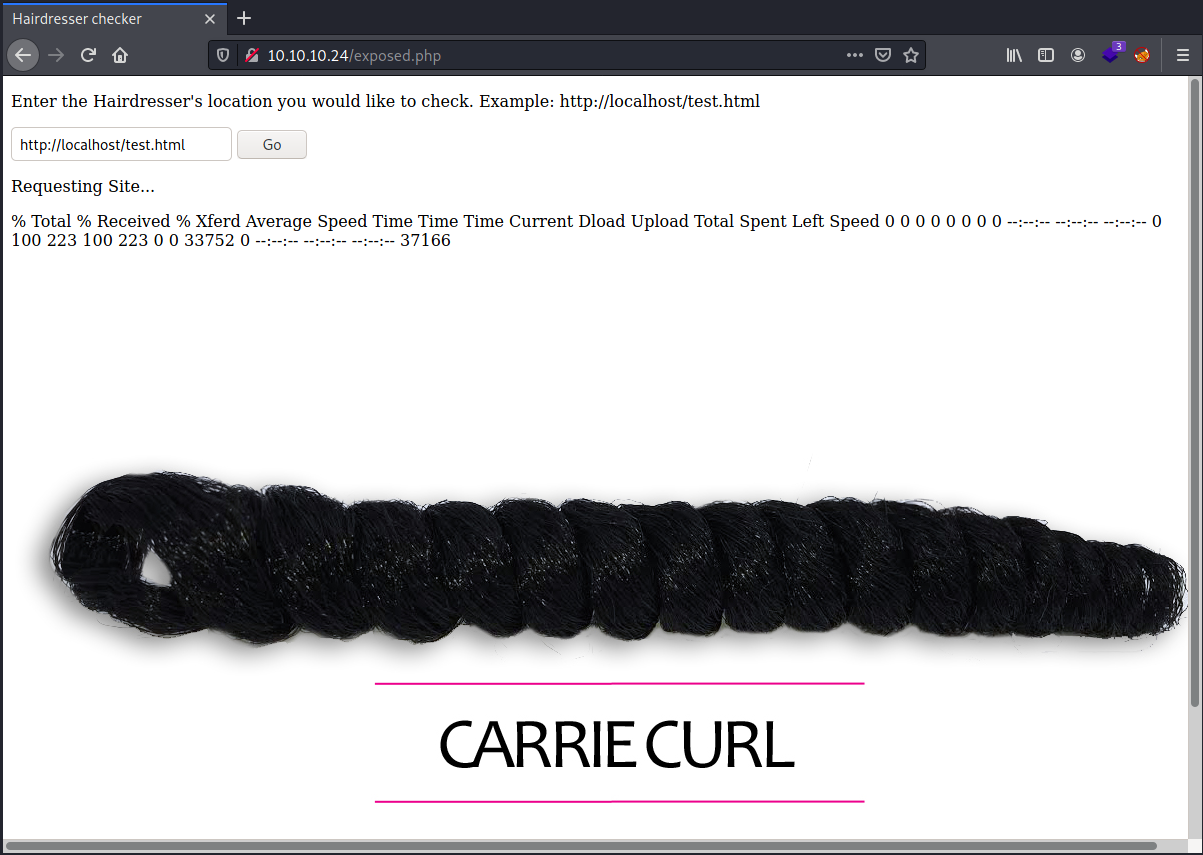 Hairdresser checker
10.10.10.24/exposed.php
3
Enter the Hairdresser's location you would like to check. Example: http://localhost/test.html
http://localhost/test.html Go
Requesting Site...
% Total % Received % Xferd Average Speed Time Time Time Current Dload Upload Total Spent Left Speed 0 0 0 0 0 0 0 0 --:--:-- --:--:-- --:--:-- 0
100 223 100 223 0 0 33752 0 --:--:-- --:--:-- --:--:-- 37166
CARRIE CURL